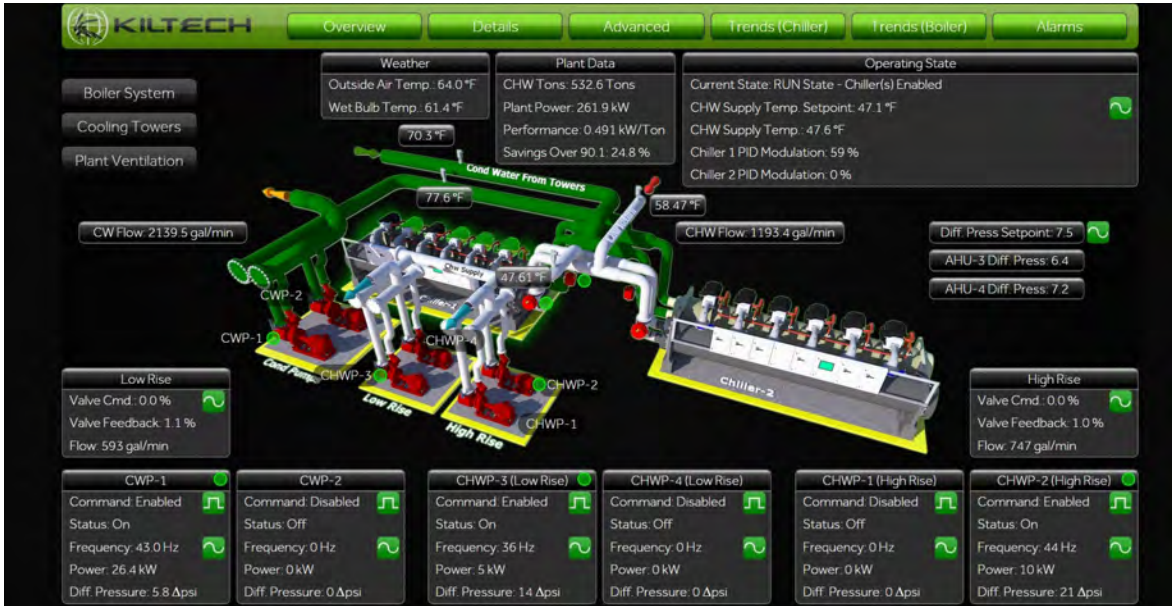 KILTECH
Overview
Details
Advanced
Trends (Chiller)
Trends (Boiler)
Alarms
Boiler System
Cooling Towers
Plant Ventilation
Weather
Outside Air Temp.: 64.0 °F
Wet Bulb Temp.: 61.4 °F
Plant Data
CHW Tons: 532.6 Tons
Plant Power: 261.9 kW
Performance: 0.491 kW/Ton
Savings Over 90.1: 24.8 %
Operating State
Current State: RUN State - Chiller(s) Enabled
CHW Supply Temp. Setpoint: 47.1 °F
CHW Supply Temp.: 47.6 °F
Chiller 1 PID Modulation: 59 %
Chiller 2 PID Modulation: 0 %
70.3 °F
Cond Water From Towers
77.6 °F
58.47 °F
CW Flow: 2139.5 gal/min
CHW Flow: 1193.4 gal/min
Diff. Press Setpoint: 7.5
AHU-3 Diff. Press: 6.4
AHU-4 Diff. Press: 7.2
Chw Supply
47.61 °F
Chiller-1
CWP-2
CWP-1
CHWP-4
CHWP-3
CHWP-2
CHWP-1
Cond Pumps
Low Rise
High Rise
Chiller-2
Low Rise
Valve Cmd.: 0.0 %
Valve Feedback: 1.1 %
Flow: 593 gal/min
High Rise
Valve Cmd.: 0.0 %
Valve Feedback: 1.0 %
Flow: 747 gal/min
CWP-1
Command: Enabled
Status: On
Frequency: 43.0 Hz
Power: 26.4 kW
Diff. Pressure: 5.8 Δpsi
CWP-2
Command: Disabled
Status: Off
Frequency: 0 Hz
Power: 0 kW
Diff. Pressure: 0 Δpsi
CHWP-3 (Low Rise)
Command: Enabled
Status: On
Frequency: 36 Hz
Power: 5 kW
Diff. Pressure: 14 Δpsi
CHWP-4 (Low Rise)
Command: Disabled
Status: Off
Frequency: 0 Hz
Power: 0 kW
Diff. Pressure: 0 Δpsi
CHWP-1 (High Rise)
Command: Disabled
Status: Off
Frequency: 0 Hz
Power: 0 kW
Diff. Pressure: 0 Δpsi
CHWP-2 (High Rise)
Command: Enabled
Status: On
Frequency: 44 Hz
Power: 10 kW
Diff. Pressure: 21 Δpsi